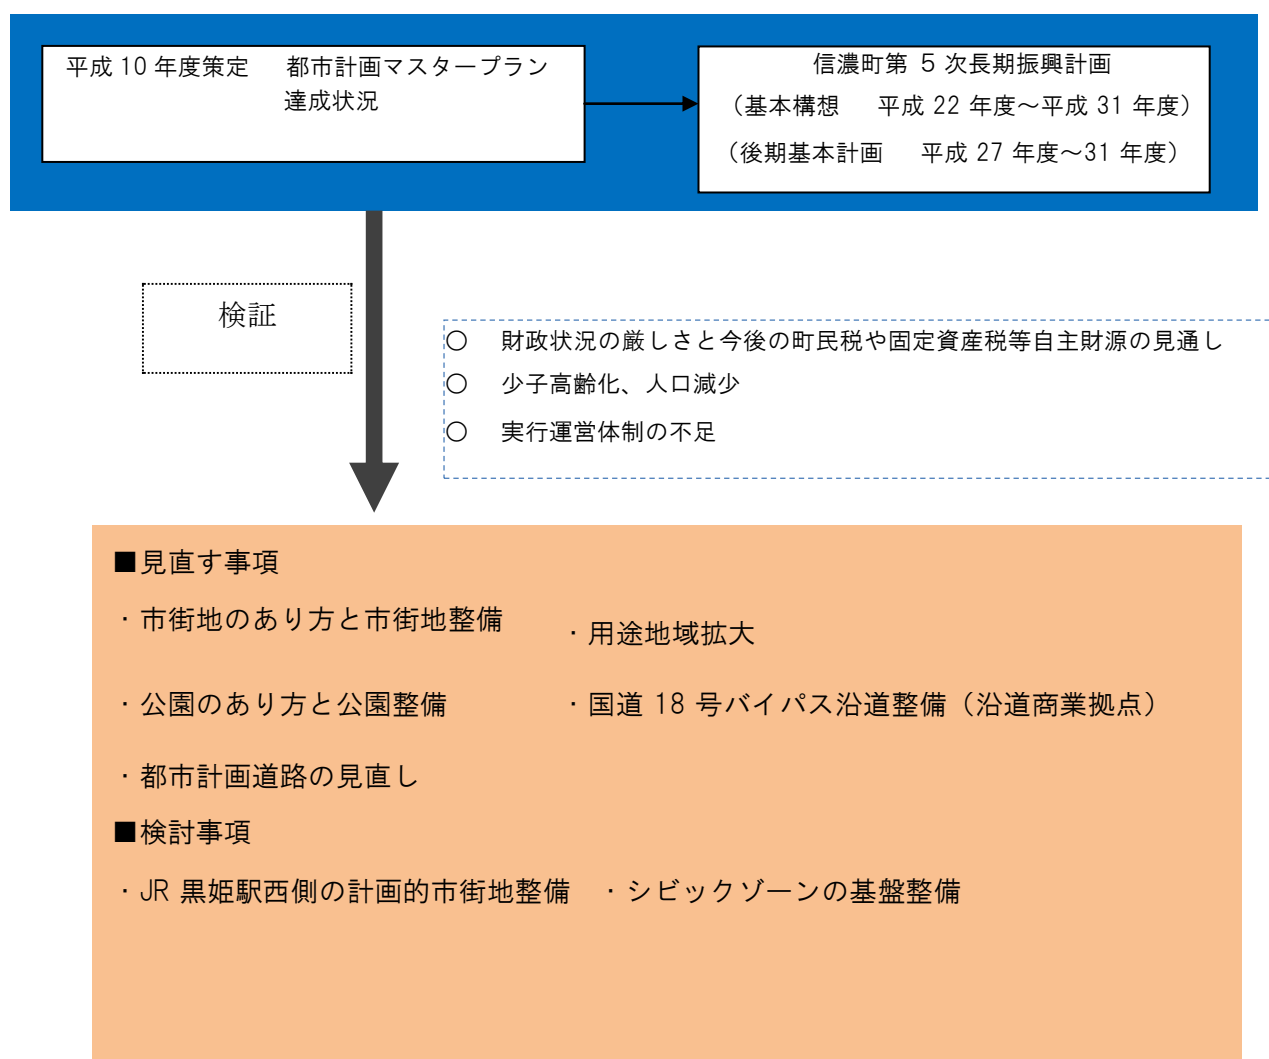 平成 10 年度策定　都市計画マスタープラン
達成状況
信濃町第 5 次長期振興計画
（基本構想　平成 22 年度～平成 31 年度）
（後期基本計画　平成 27 年度～31 年度）
検証
○　財政状況の厳しさと今後の町民税や固定資産税等自主財源の見通し
○　少子高齢化、人口減少
○　実行運営体制の不足
■見直す事項
・市街地のあり方と市街地整備　・用途地域拡大
・公園のあり方と公園整備　・国道 18 号バイパス沿道整備（沿道商業拠点）
・都市計画道路の見直し
■検討事項
・JR 黒姫駅西側の計画的市街地整備　・シビックゾーンの基盤整備